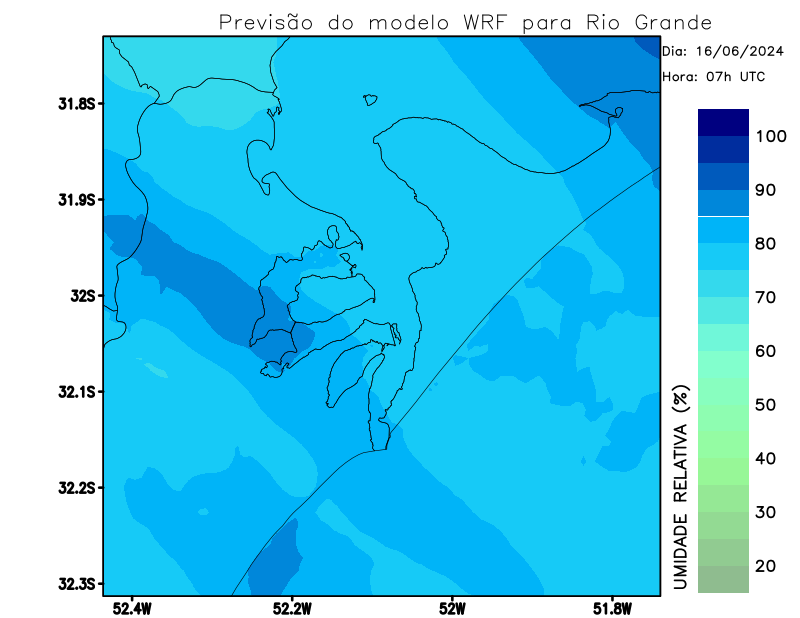 Previsão do modelo WRF para Rio Grande
Dia: 16/06/2024
Hora: 07h UTC
31.8S
31.9S
32S
32.1S
32.2S
32.3S
52.4W
52.2W
52W
51.8W
UMIDADE RELATIVA (%)
100
90
80
70
60
50
40
30
20